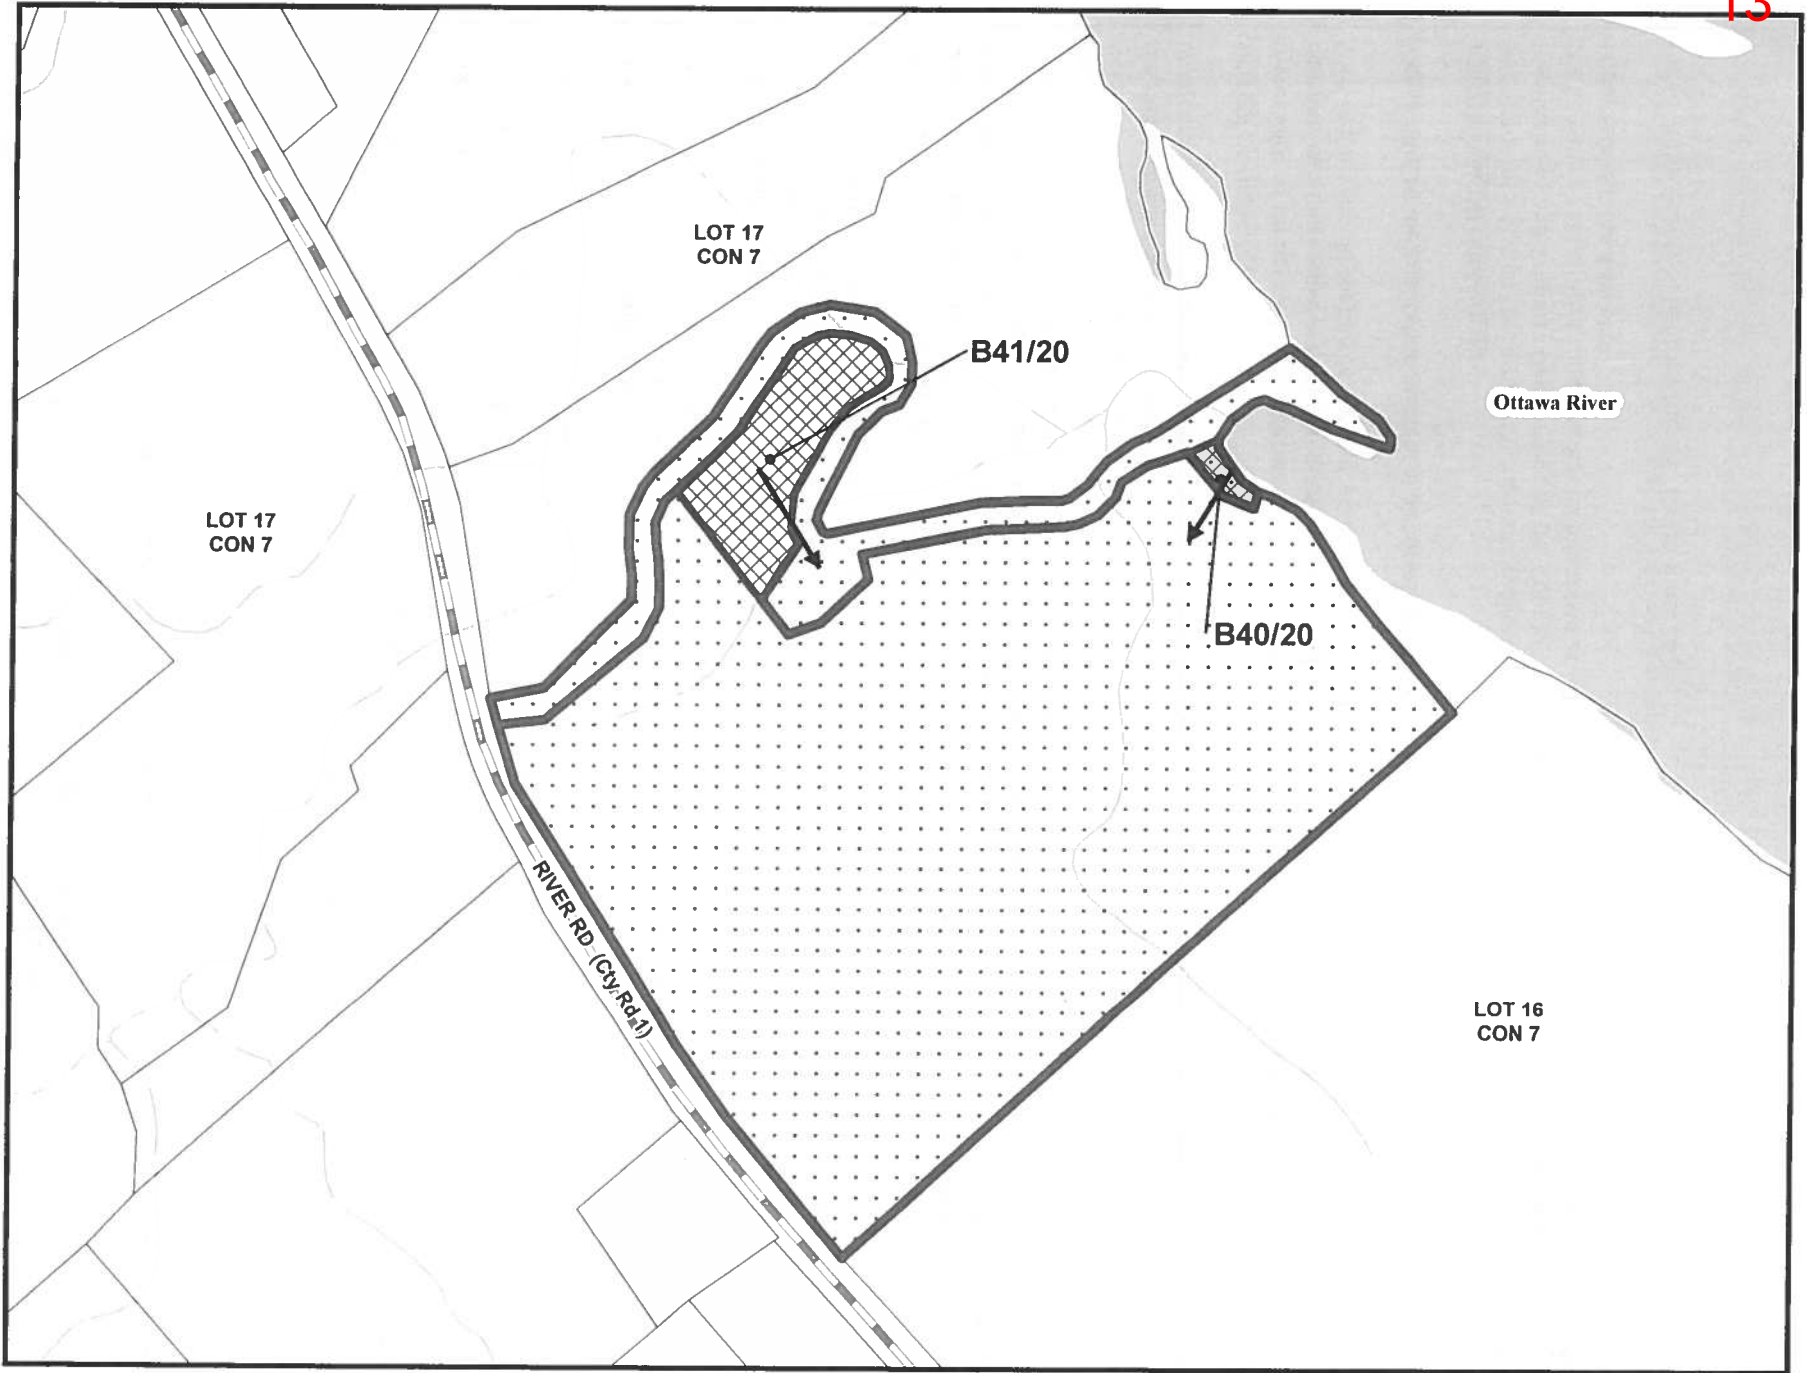 13
LOT 17
CON 7
B41/20
Ottawa River
LOT 17
CON 7
B40/20
RIVER RD (Cty Rd 1)
LOT 16
CON 7